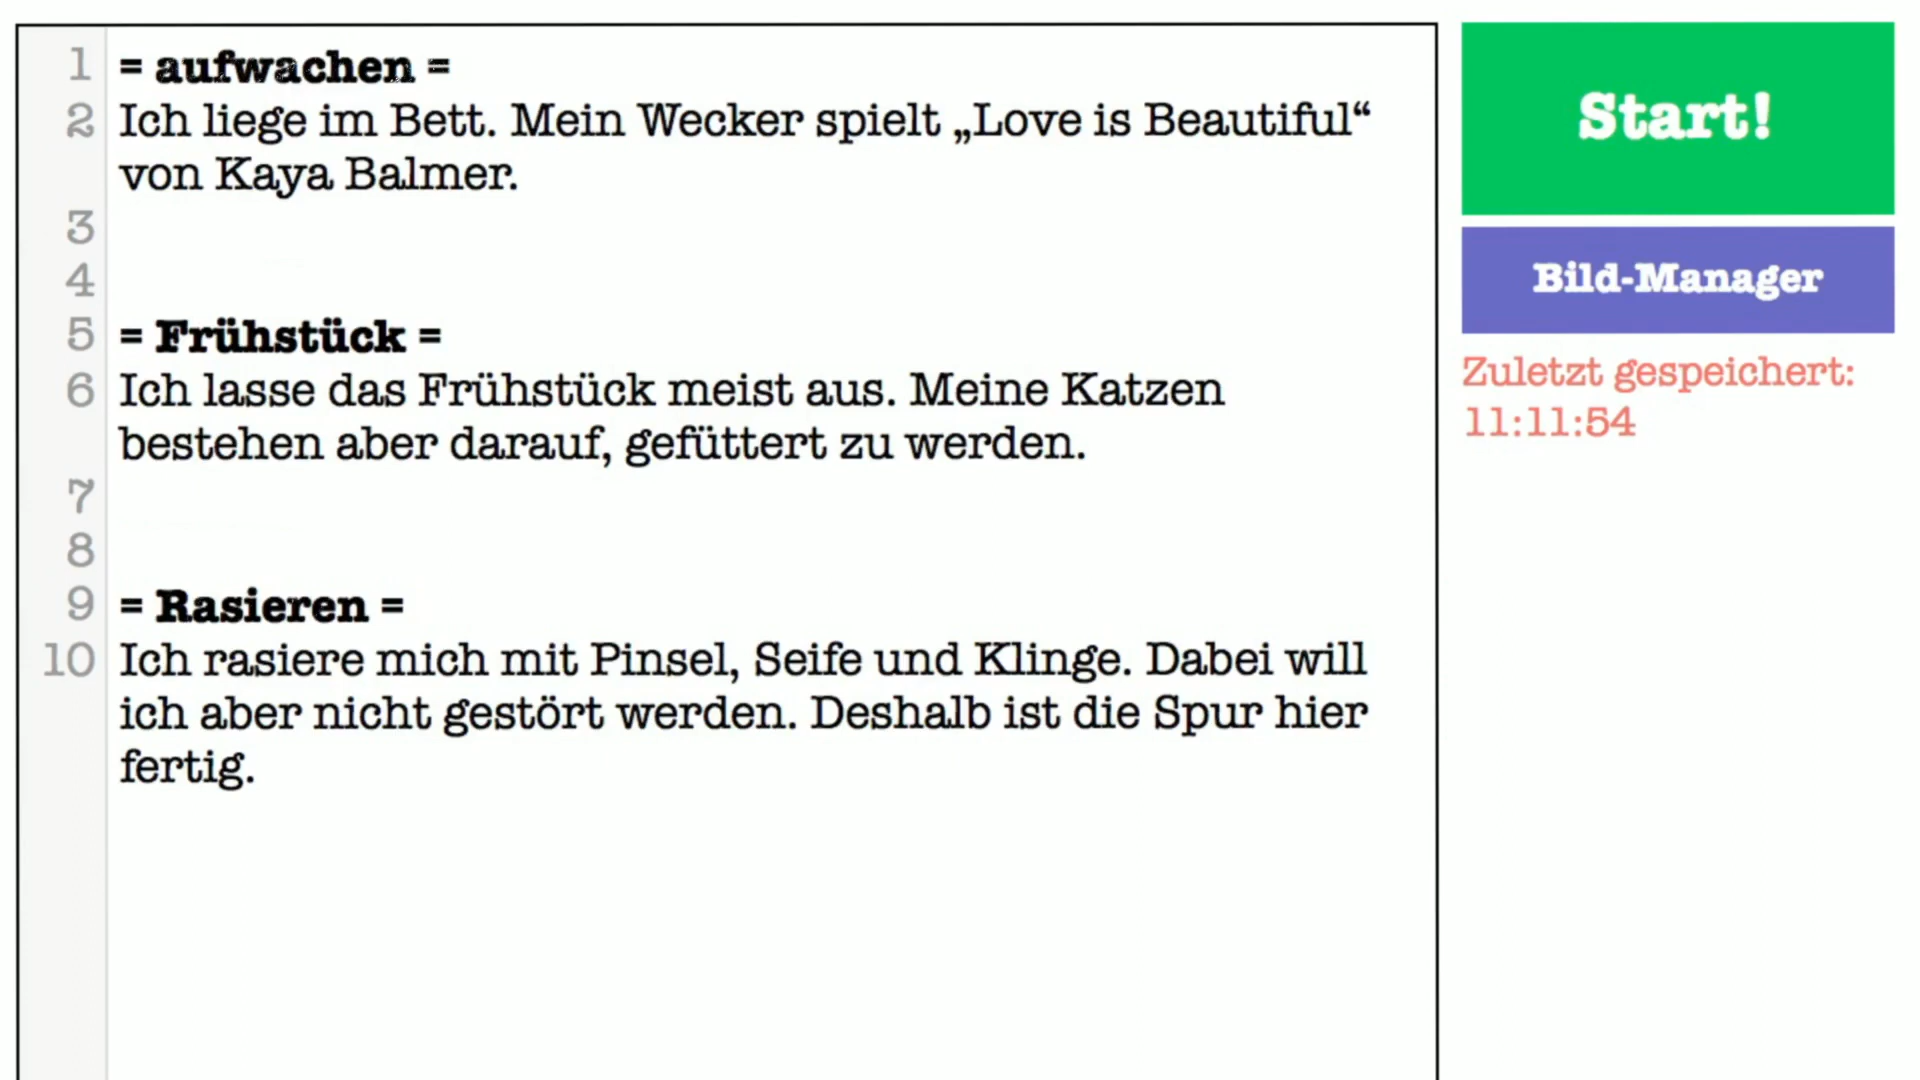 1 = aufwachen =
2 Ich liege im Bett. Mein Wecker spielt „Love is Beautiful“
von Kaya Balmer.
3
4
5 = Frühstück =
6 Ich lasse das Frühstück meist aus. Meine Katzen
bestehen aber darauf, gefüttert zu werden.
7
8
9 = Rasieren =
10 Ich rasiere mich mit Pinsel, Seife und Klinge. Dabei will
ich aber nicht gestört werden. Deshalb ist die Spur hier
fertig.
Start!
Bild-Manager
Zuletzt gespeichert:
11:11:54